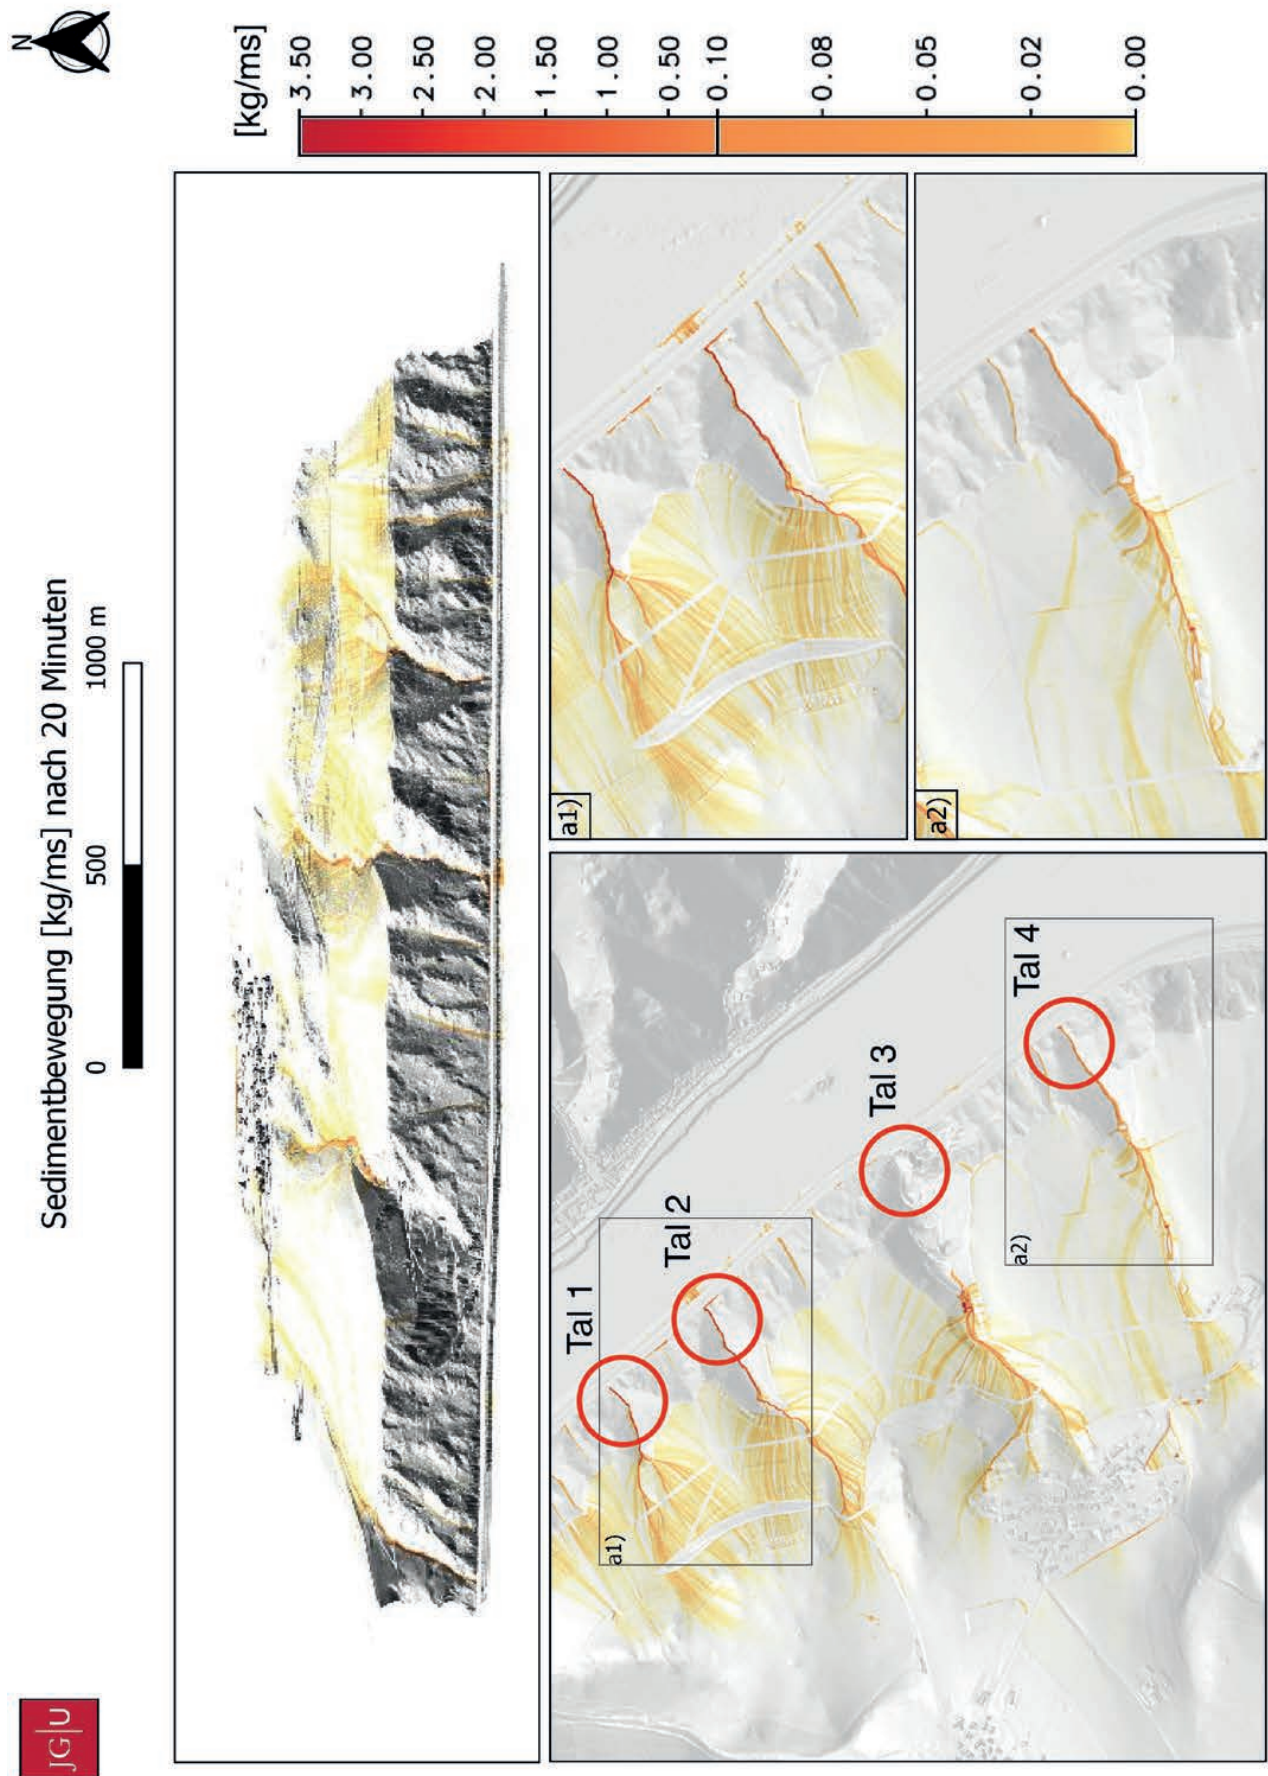 JG|U
Sedimentbewegung [kg/ms] nach 20 Minuten
0 500 1000 m
N
[kg/ms]
3.50
3.00
2.50
2.00
1.50
1.00
0.50
0.10
0.08
0.05
0.02
0.00
Tal 1
Tal 2
Tal 3
Tal 4
a1)
a2)
a1)
a2)